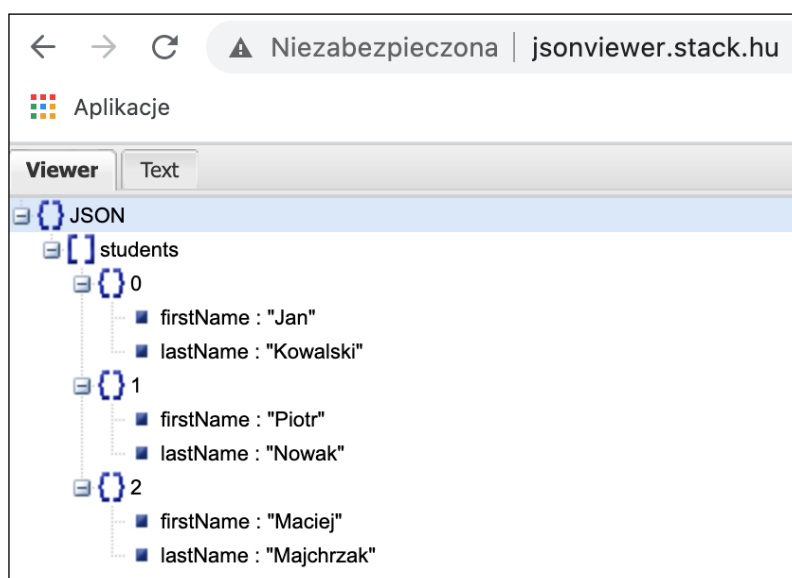 Niezabezpieczona | jsonviewer.stack.hu
Aplikacje
Viewer Text
{} JSON
[] students
{} 0
firstName : "Jan"
lastName : "Kowalski"
{} 1
firstName : "Piotr"
lastName : "Nowak"
{} 2
firstName : "Maciej"
lastName : "Majchrzak"